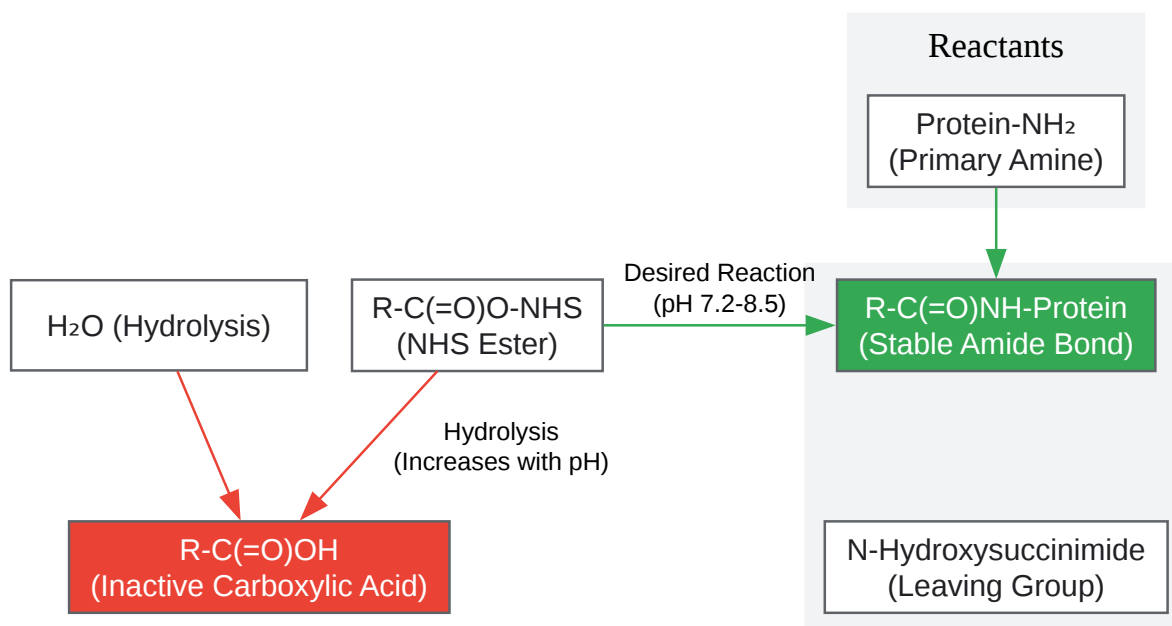 Reactants
Protein-NH₂
(Primary Amine)
Desired Reaction
(pH 7.2-8.5)
H₂O (Hydrolysis)
R-C(=O)O-NHS
(NHS Ester)
R-C(=O)NH-Protein
(Stable Amide Bond)
Hydrolysis
(Increases with pH)
R-C(=O)OH
(Inactive Carboxylic Acid)
N-Hydroxysuccinimide
(Leaving Group)